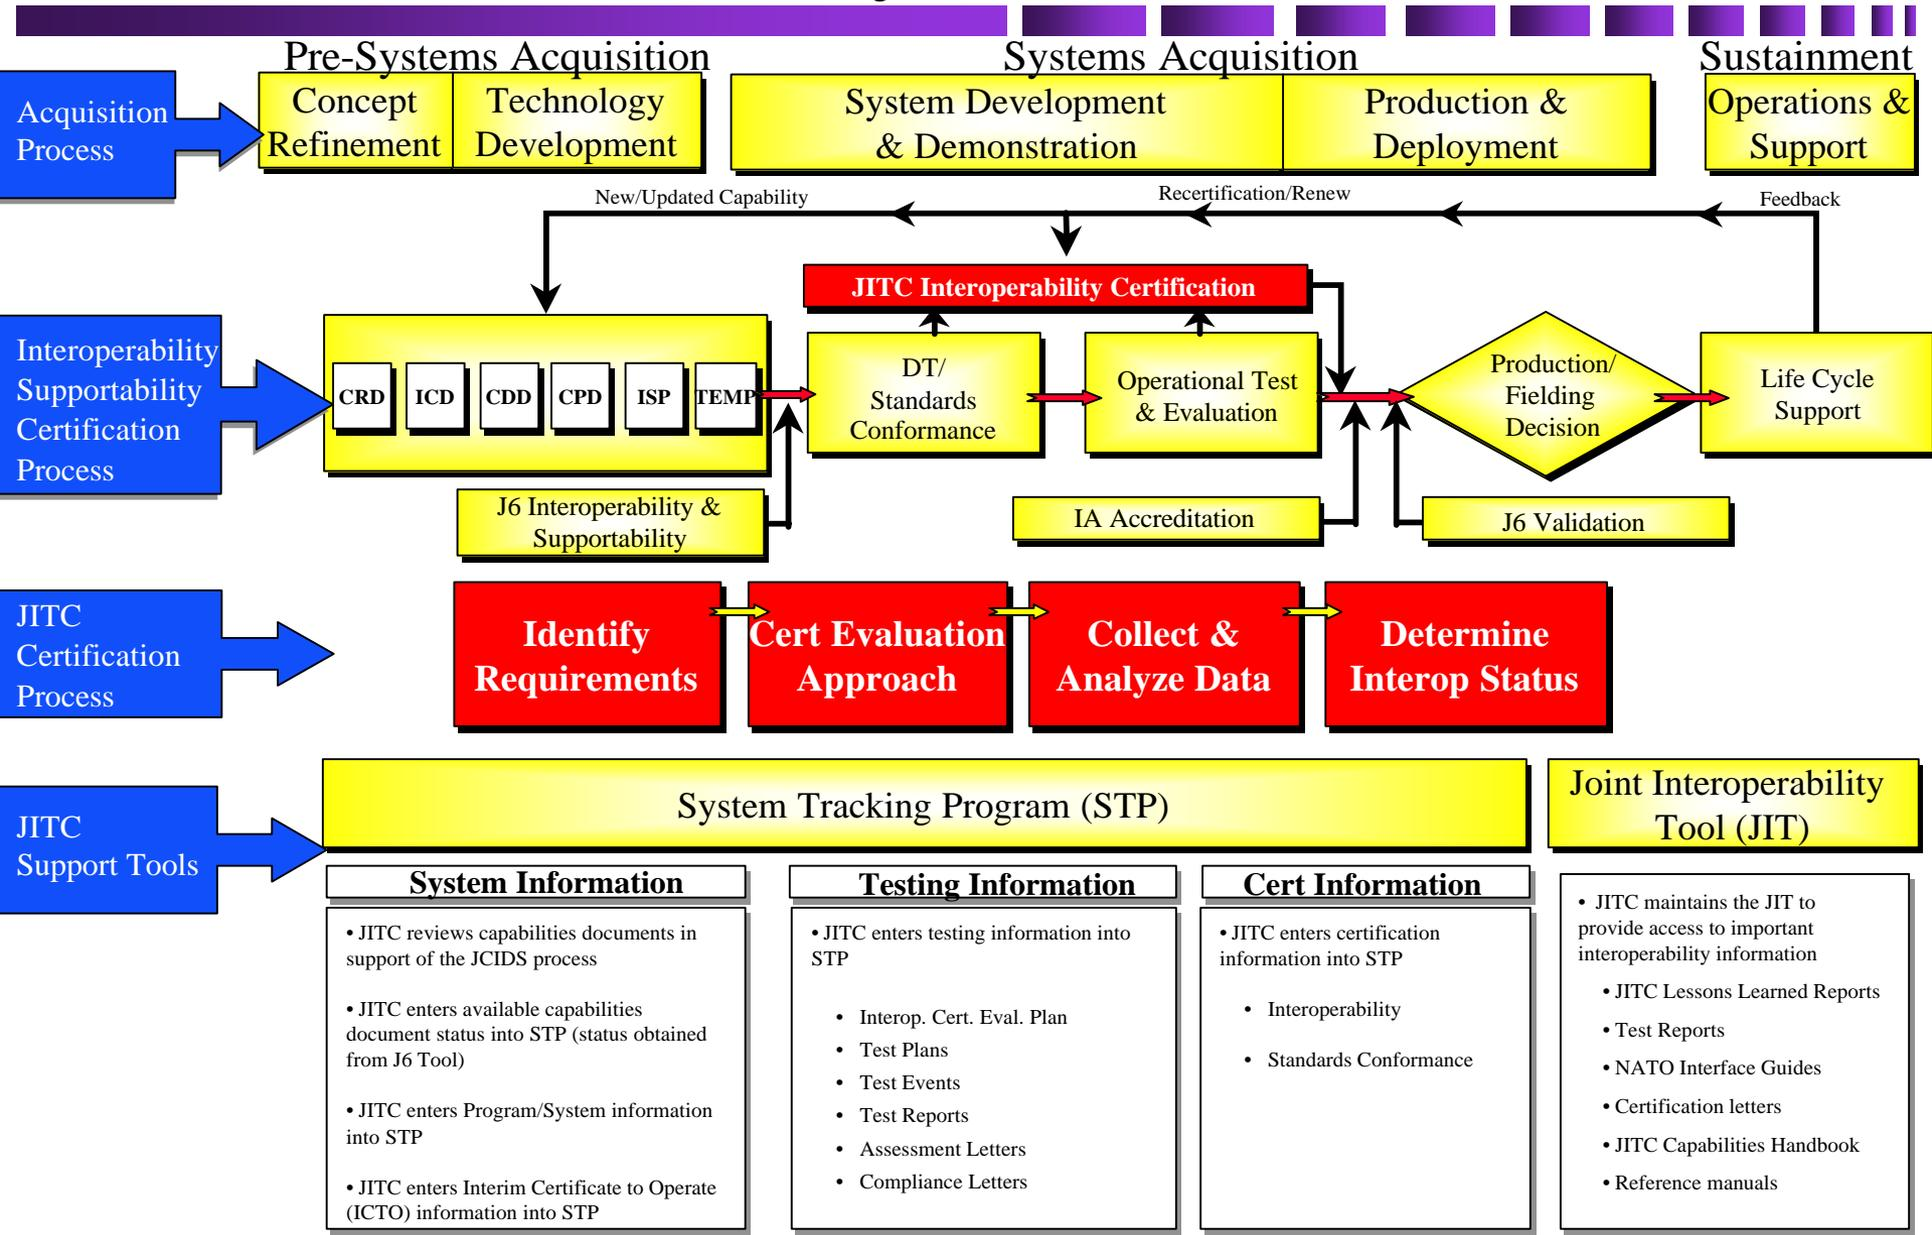 Pre-Systems Acquisition
Systems Acquisition
Sustainment
Acquisition
Process
Concept
Refinement
Technology
Development
System Development
& Demonstration
Production &
Deployment
Operations &
Support
New/Updated Capability
Recertification/Renew
Feedback
JITC Interoperability Certification
Interoperability
Supportability
Certification
Process
CRD
ICD
CDD
CPD
ISP
TEMP
DT/
Standards
Conformance
Operational Test
& Evaluation
Production/
Fielding
Decision
Life Cycle
Support
J6 Interoperability &
Supportability
IA Accreditation
J6 Validation
JITC
Certification
Process
Identify
Requirements
Cert Evaluation
Approach
Collect &
Analyze Data
Determine
Interop Status
JITC
Support Tools
System Tracking Program (STP)
Joint Interoperability
Tool (JIT)
System Information
• JITC reviews capabilities documents in
support of the JCIDS process
• JITC enters available capabilities
document status into STP (status obtained
from J6 Tool)
• JITC enters Program/System information
into STP
• JITC enters Interim Certificate to Operate
(ICTO) information into STP
Testing Information
• JITC enters testing information into
STP
• Interop. Cert. Eval. Plan
• Test Plans
• Test Events
• Test Reports
• Assessment Letters
• Compliance Letters
Cert Information
• JITC enters certification
information into STP
• Interoperability
• Standards Conformance
• JITC maintains the JIT to
provide access to important
interoperability information
• JITC Lessons Learned Reports
• Test Reports
• NATO Interface Guides
• Certification letters
• JITC Capabilities Handbook
• Reference manuals